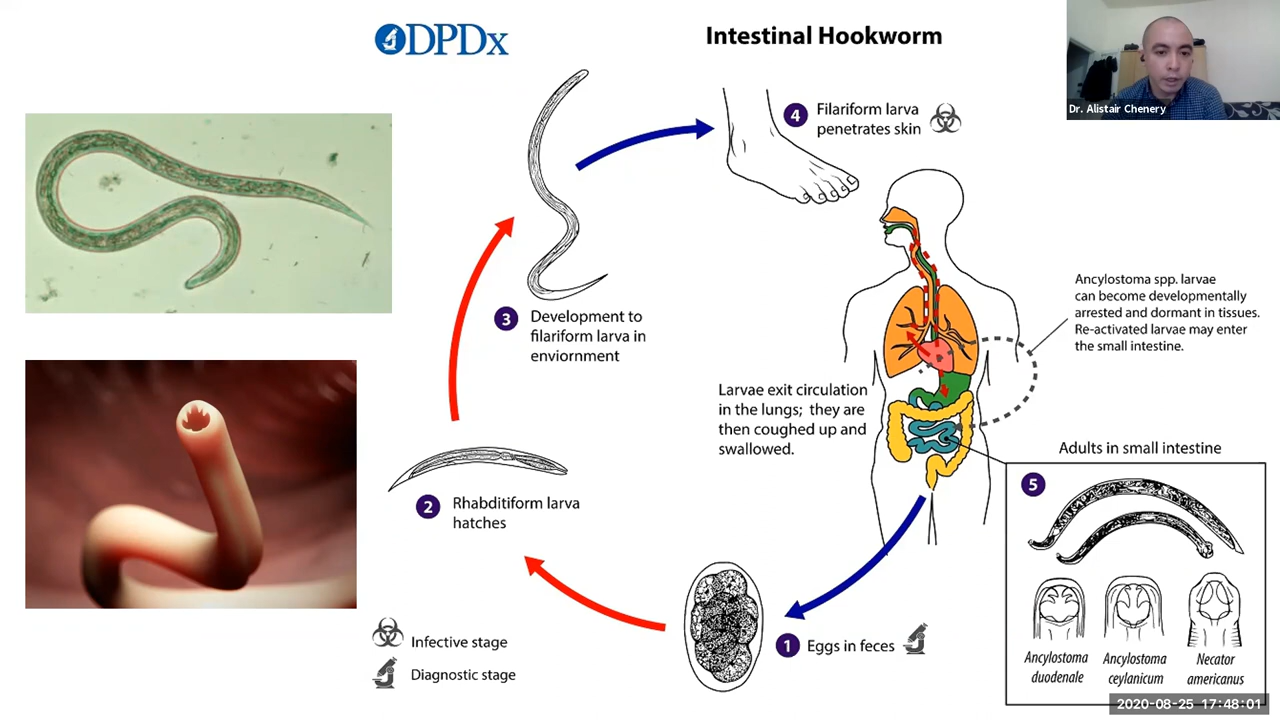 DPDx
Intestinal Hookworm
Dr. Alistair Chenery
4
Filariform larva
penetrates skin
Ancylostoma spp. larvae
can become developmentally
arrested and dormant in tissues.
Re-activated larvae may enter
the small intestine.
3
Development to
filariform larva in
enviornment
Larvae exit circulation
in the lungs; they are
then coughed up and
swallowed.
Adults in small intestine
5
2
Rhabditiform larva
hatches
Infective stage
Diagnostic stage
1
Eggs in feces
Ancylostoma
duodenale
Ancylostoma
ceylanicum
Necator
americanus
2020-08-25 17:48:01